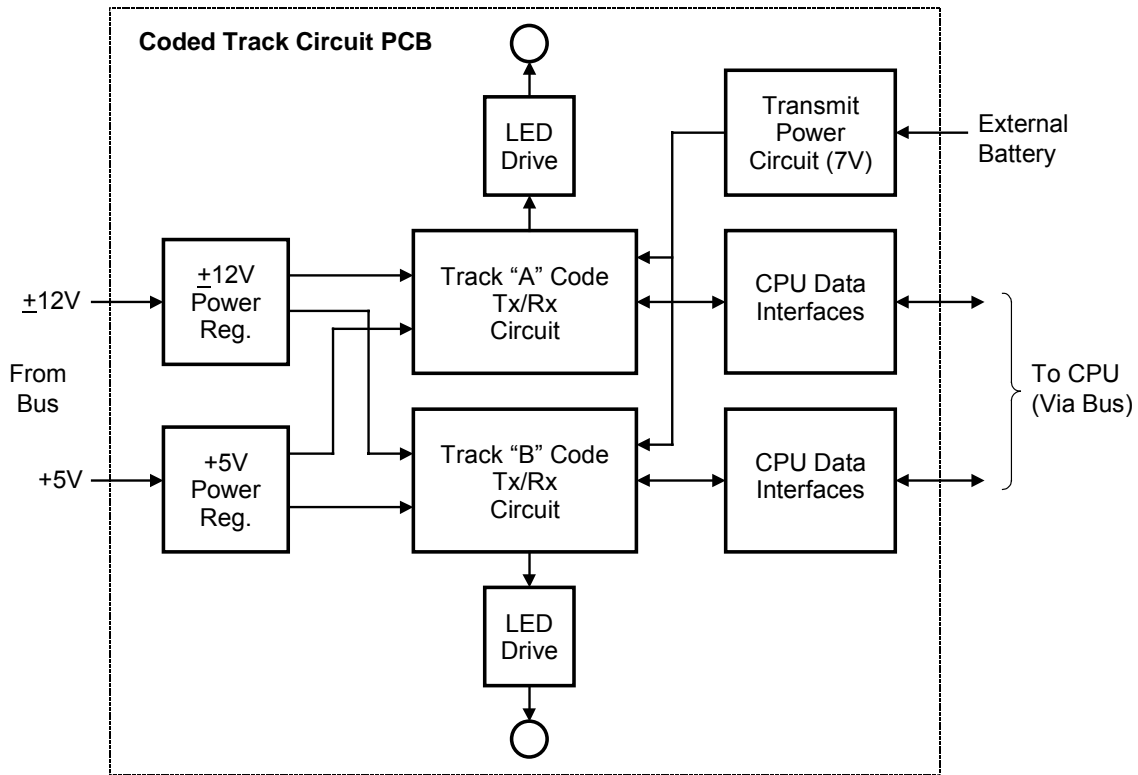 Coded Track Circuit PCB
LED
Drive
Transmit
Power
Circuit (7V)
External
Battery
±12V
From
Bus
+5V
±12V
Power
Reg.
+5V
Power
Reg.
Track “A” Code
Tx/Rx
Circuit
Track “B” Code
Tx/Rx
Circuit
CPU Data
Interfaces
CPU Data
Interfaces
To CPU
(Via Bus)
LED
Drive